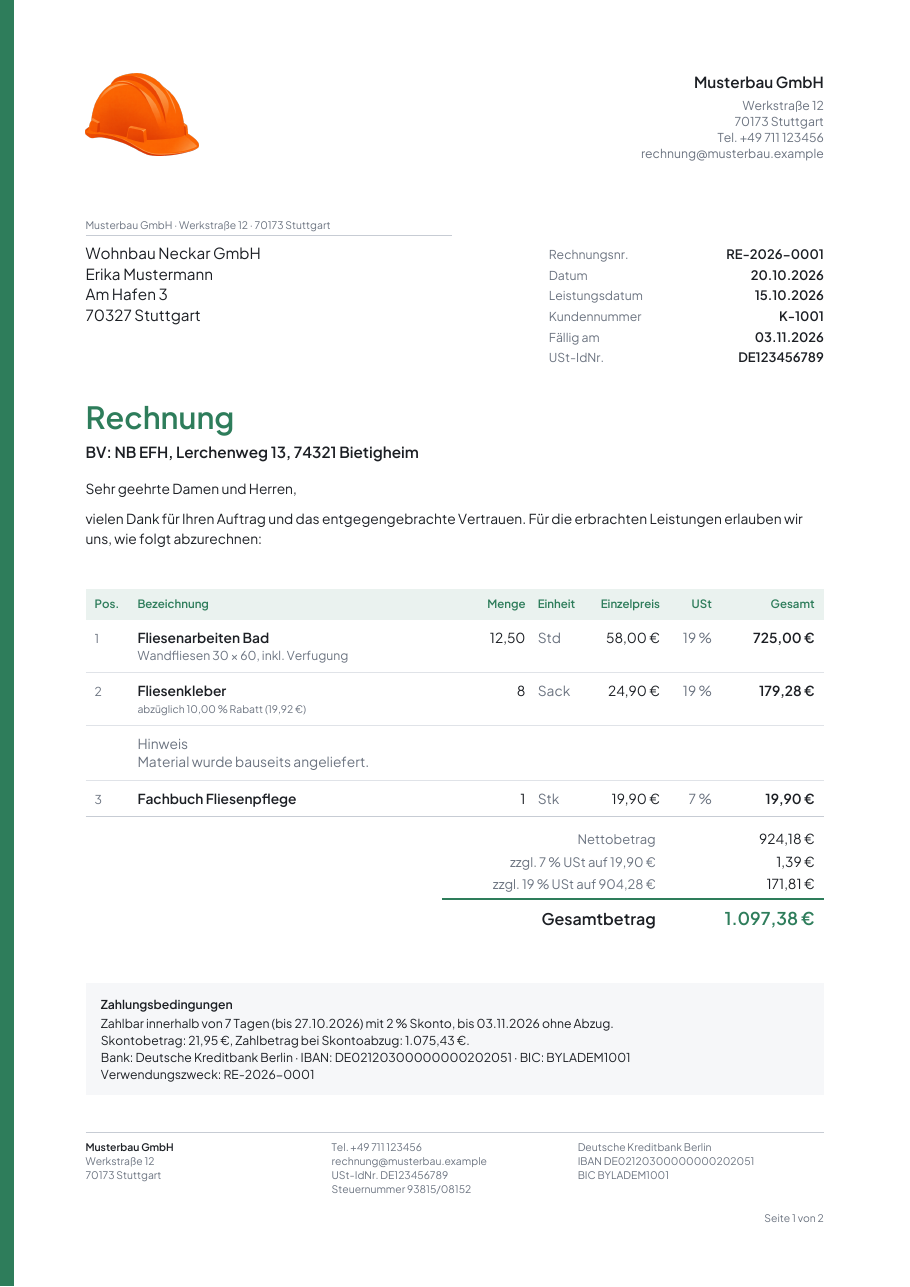 Musterbau GmbH
Werkstraße 12
70173 Stuttgart
Tel. +49 711 123456
rechnung@musterbau.example
Musterbau GmbH · Werkstraße 12 · 70173 Stuttgart
Wohnbau Neckar GmbH
Erika Mustermann
Am Hafen 3
70327 Stuttgart
Rechnungsnr. RE-2026-0001
Datum 20.10.2026
Leistungsdatum 15.10.2026
Kundennummer K-1001
Fällig am 03.11.2026
USt-IdNr. DE123456789
Rechnung
BV: NB EFH, Lerchenweg 13, 74321 Bietigheim
Sehr geehrte Damen und Herren,
vielen Dank für Ihren Auftrag und das entgegengebrachte Vertrauen. Für die erbrachten Leistungen erlauben wir
uns, wie folgt abzurechnen:
Pos. Bezeichnung Menge Einheit Einzelpreis USt Gesamt
1 Fliesenarbeiten Bad 12,50 Std 58,00 € 19 % 725,00 €
Wandfliesen 30 × 60, inkl. Verfugung
2 Fliesenkleber 8 Sack 24,90 € 19 % 179,28 €
abzüglich 10,00 % Rabatt (19,92 €)
Hinweis
Material wurde bauseits angeliefert.
3 Fachbuch Fliesenpflege 1 Stk 19,90 € 7 % 19,90 €
Nettobetrag 924,18 €
zzgl. 7 % USt auf 19,90 € 1,39 €
zzgl. 19 % USt auf 904,28 € 171,81 €
Gesamtbetrag 1.097,38 €
Zahlungsbedingungen
Zahlbar innerhalb von 7 Tagen (bis 27.10.2026) mit 2 % Skonto, bis 03.11.2026 ohne Abzug.
Skontobetrag: 21,95 €, Zahlbetrag bei Skontoabzug: 1.075,43 €.
Bank: Deutsche Kreditbank Berlin · IBAN: DE02120300000000202051 · BIC: BYLADEM1001
Verwendungszweck: RE-2026-0001
Musterbau GmbH
Werkstraße 12
70173 Stuttgart
Tel. +49 711 123456
rechnung@musterbau.example
USt-IdNr. DE123456789
Steuernummer 93815/08152
Deutsche Kreditbank Berlin
IBAN DE02120300000000202051
BIC BYLADEM1001
Seite 1 von 2